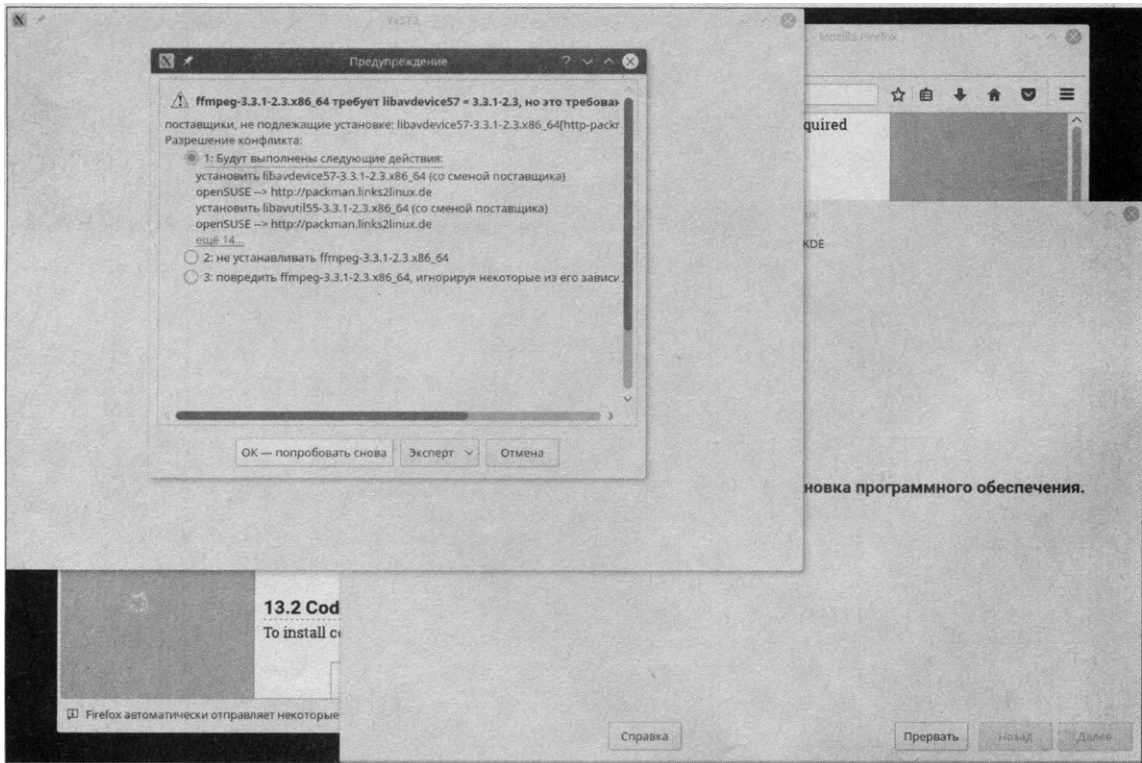 YaST2
Предупреждение
ffmpeg-3.3.1-2.3.x86_64 требует libavdevice57 = 3.3.1-2.3, но это
поставщики, не подлежащие установке: libavdevice57-3.3.1-2.3.x86_64[http-packr
Разрешение конфликта:
1: Будут выполнены следующие действия:
установить libavdevice57-3.3.1-2.3.x86_64 (со сменой поставщика)
openSUSE --> http://packman.links2linux.de
установить libavutil55-3.3.1-2.3.x86_64 (со сменой поставщика)
openSUSE --> http://packman.links2linux.de
ещё 14...
2: не устанавливать ffmpeg-3.3.1-2.3.x86_64
3: повредить ffmpeg-3.3.1-2.3.x86_64, игнорируя некоторые из его зависи
OK — попробовать снова
Эксперт
Отмена
- Mozilla Firefox
quired
KDE
новка программного обеспечения.
13.2 Cod
To install co
Firefox автоматически отправляет некоторые
Справка
Прервать
Назад
Далее